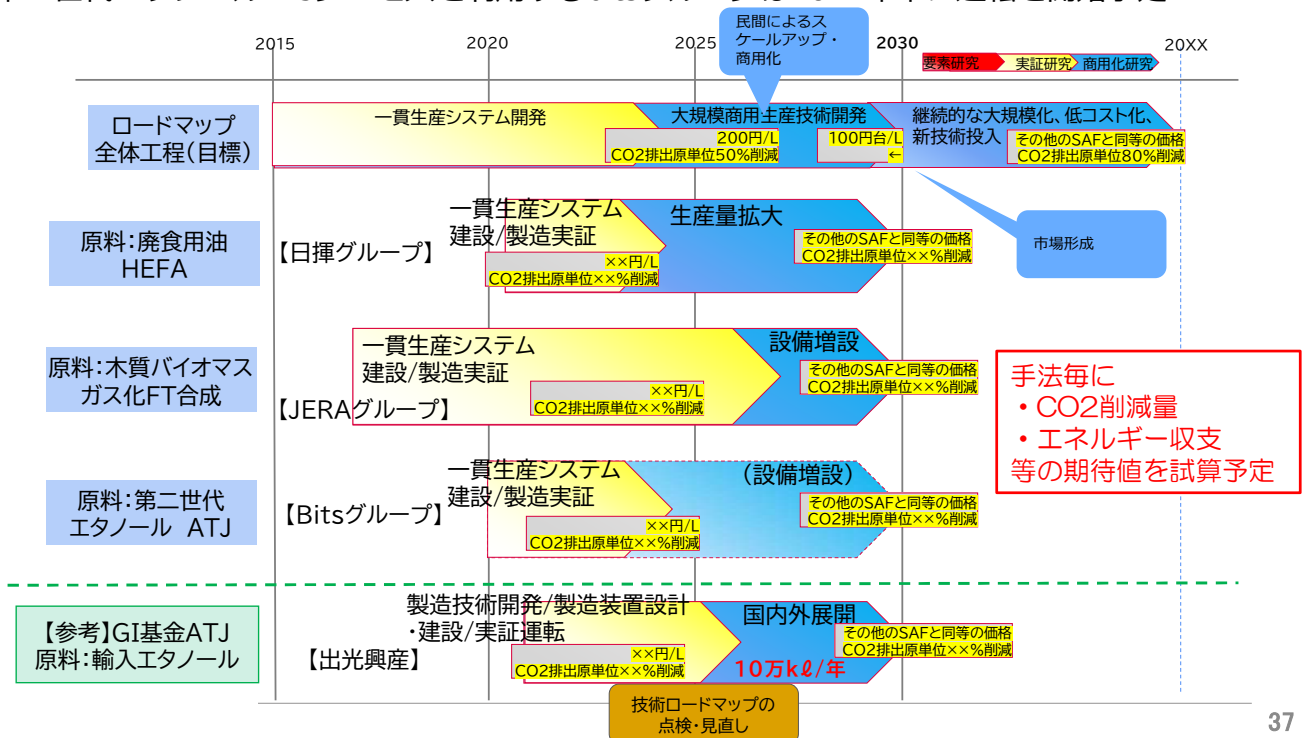 民間によるス
ケールアップ・
商用化
2015
2020
2025
2030
20XX
要素研究
実証研究
商用化研究
ロードマップ
全体工程(目標)
一貫生産システム開発
大規模商用生産技術開発
継続的な大規模化、低コスト化、
新技術投入
200円/L
CO2排出原単位50%削減
100円台/L
←
その他のSAFと同等の価格
CO2排出原単位80%削減
市場形成
原料:廃食用油
HEFA
【日揮グループ】
一貫生産システム
建設/製造実証
生産量拡大
××円/L
CO2排出原単位××%削減
その他のSAFと同等の価格
CO2排出原単位××%削減
原料:木質バイオマス
ガス化FT合成
【JERAグループ】
一貫生産システム
建設/製造実証
設備増設
××円/L
CO2排出原単位××%削減
その他のSAFと同等の価格
CO2排出原単位××%削減
手法毎に
・CO2削減量
・エネルギー収支
等の期待値を試算予定
原料:第二世代
エタノール ATJ
【Bitsグループ】
一貫生産システム
建設/製造実証
(設備増設)
××円/L
CO2排出原単位××%削減
その他のSAFと同等の価格
CO2排出原単位××%削減
【参考】GI基金ATJ
原料:輸入エタノール
【出光興産】
製造技術開発/製造装置設計
・建設/実証運転
国内外展開
10万kℓ/年
××円/L
CO2排出原単位××%削減
その他のSAFと同等の価格
CO2排出原単位××%削減
技術ロードマップの
点検・見直し
37